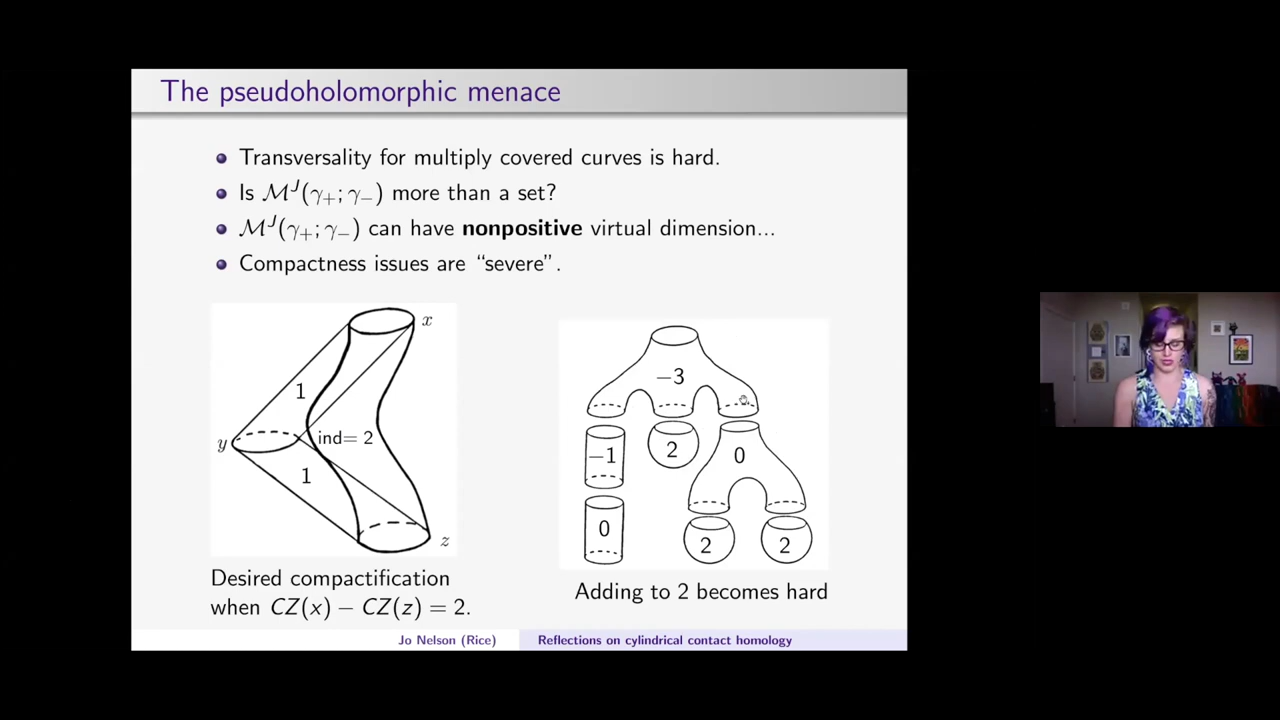 The pseudoholomorphic menace
Transversality for multiply covered curves is hard.
Is 𝓜ᴶ(γ₊; γ₋) more than a set?
𝓜ᴶ(γ₊; γ₋) can have nonpositive virtual dimension...
Compactness issues are “severe”.
x
1
y
ind= 2
1
z
−3
−1
2
0
0
2
2
Desired compactification
when CZ(x) − CZ(z) = 2.
Adding to 2 becomes hard
Jo Nelson (Rice)
Reflections on cylindrical contact homology